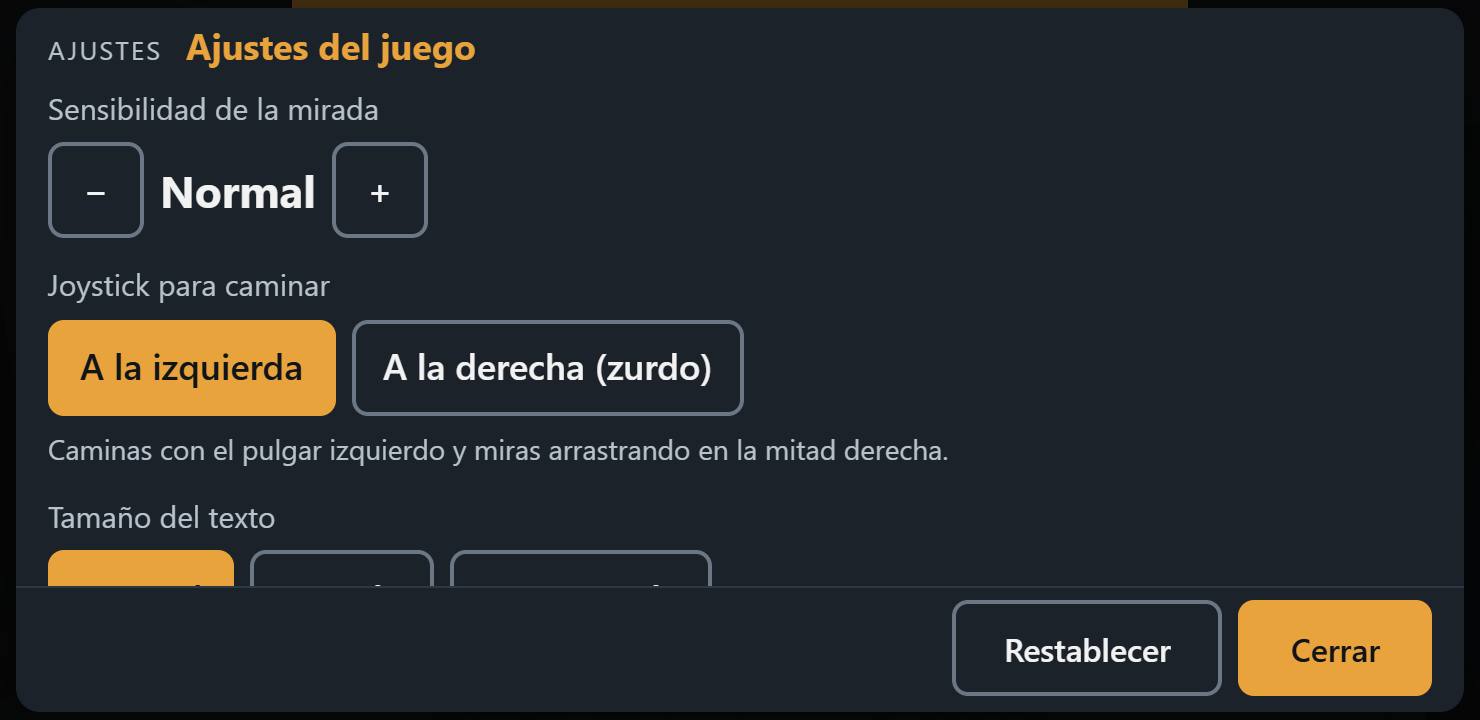 AJUSTES Ajustes del juego
Sensibilidad de la mirada
− Normal +
Joystick para caminar
A la izquierda A la derecha (zurdo)
Caminas con el pulgar izquierdo y miras arrastrando en la mitad derecha.
Tamaño del texto
Restablecer Cerrar